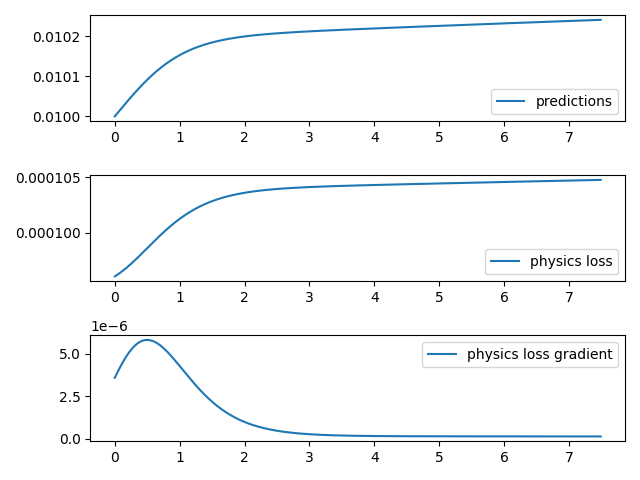 0.0102
0.0101
0.0100
predictions
0 1 2 3 4 5 6 7
0.000105
0.000100
physics loss
0 1 2 3 4 5 6 7
1e−6
5.0
2.5
0.0
physics loss gradient
0 1 2 3 4 5 6 7